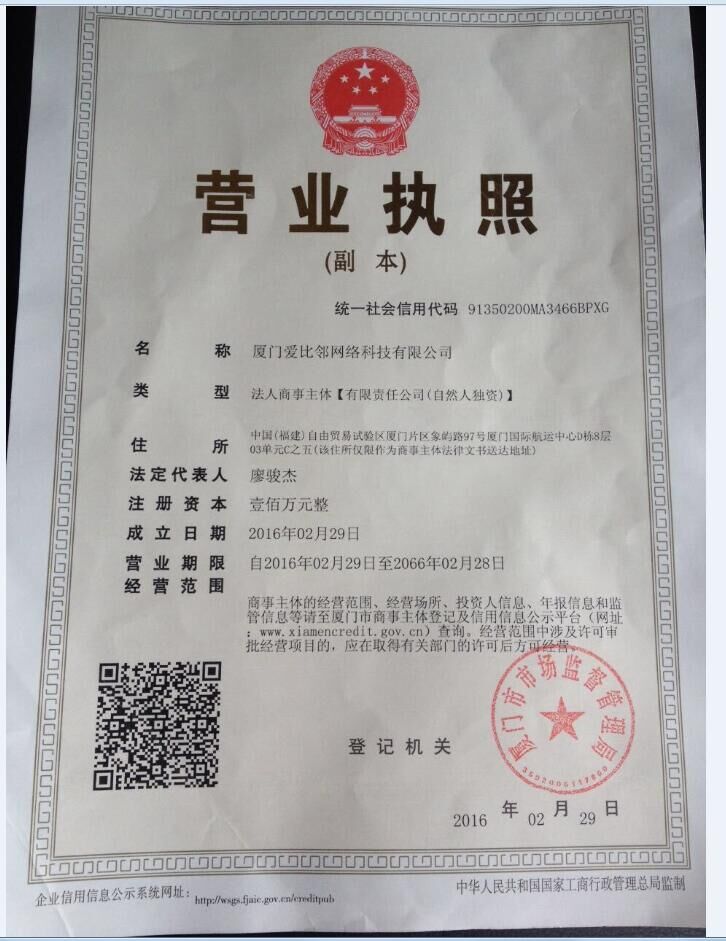 营业执照
(副 本)
统一社会信用代码 91350200MA3466BPXG
名 称 厦门爱比邻网络科技有限公司
类 型 法人商事主体【有限责任公司(自然人独资)】
住 所 中国(福建)自由贸易试验区厦门片区象屿路97号厦门国际航运中心D栋8层
03单元C之五(该住所仅限作为商事主体法律文书送达地址)
法定代表人 廖骏杰
注册资本 壹佰万元整
成立日期 2016年02月29日
营业期限 自2016年02月29日至2066年02月28日
经营范围
商事主体的经营范围、经营场所、投资人信息、年报信息和监
管信息等请至厦门市商事主体登记及信用信息公示平台（网址
：www.xiamencredit.gov.cn）查询。经营范围中涉及许可审
批经营项目的，应在取得有关部门的许可后方可经营。
厦门市市场监督管理局
登记机关
2016 年 02 月 29 日
企业信用信息公示系统网址：http://wsgs.fjaic.gov.cn/creditpub
中华人民共和国国家工商行政管理总局监制